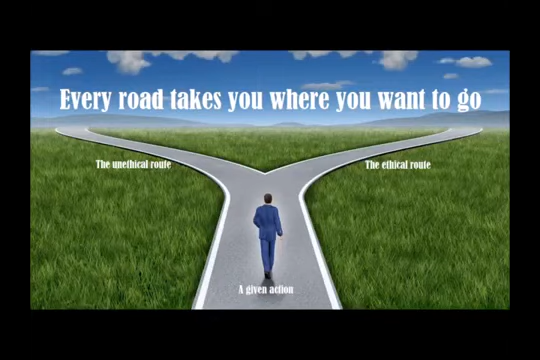 Every road takes you where you want to go
The unethical route
The ethical route
A given action